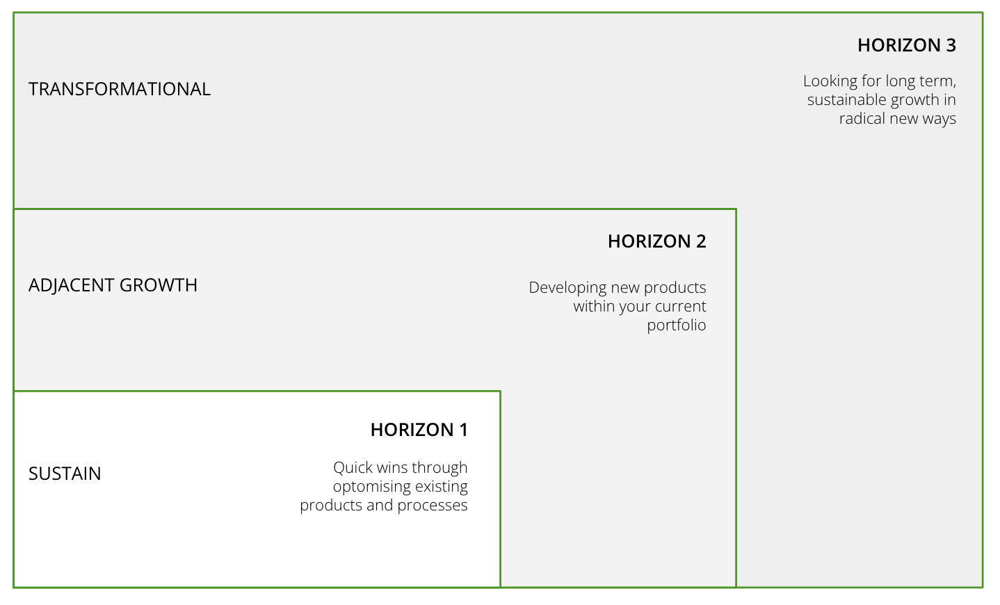 HORIZON 3
TRANSFORMATIONAL
Looking for long term,
sustainable growth in
radical new ways
HORIZON 2
ADJACENT GROWTH
Developing new products
within your current
portfolio
HORIZON 1
SUSTAIN
Quick wins through
optomising existing
products and processes